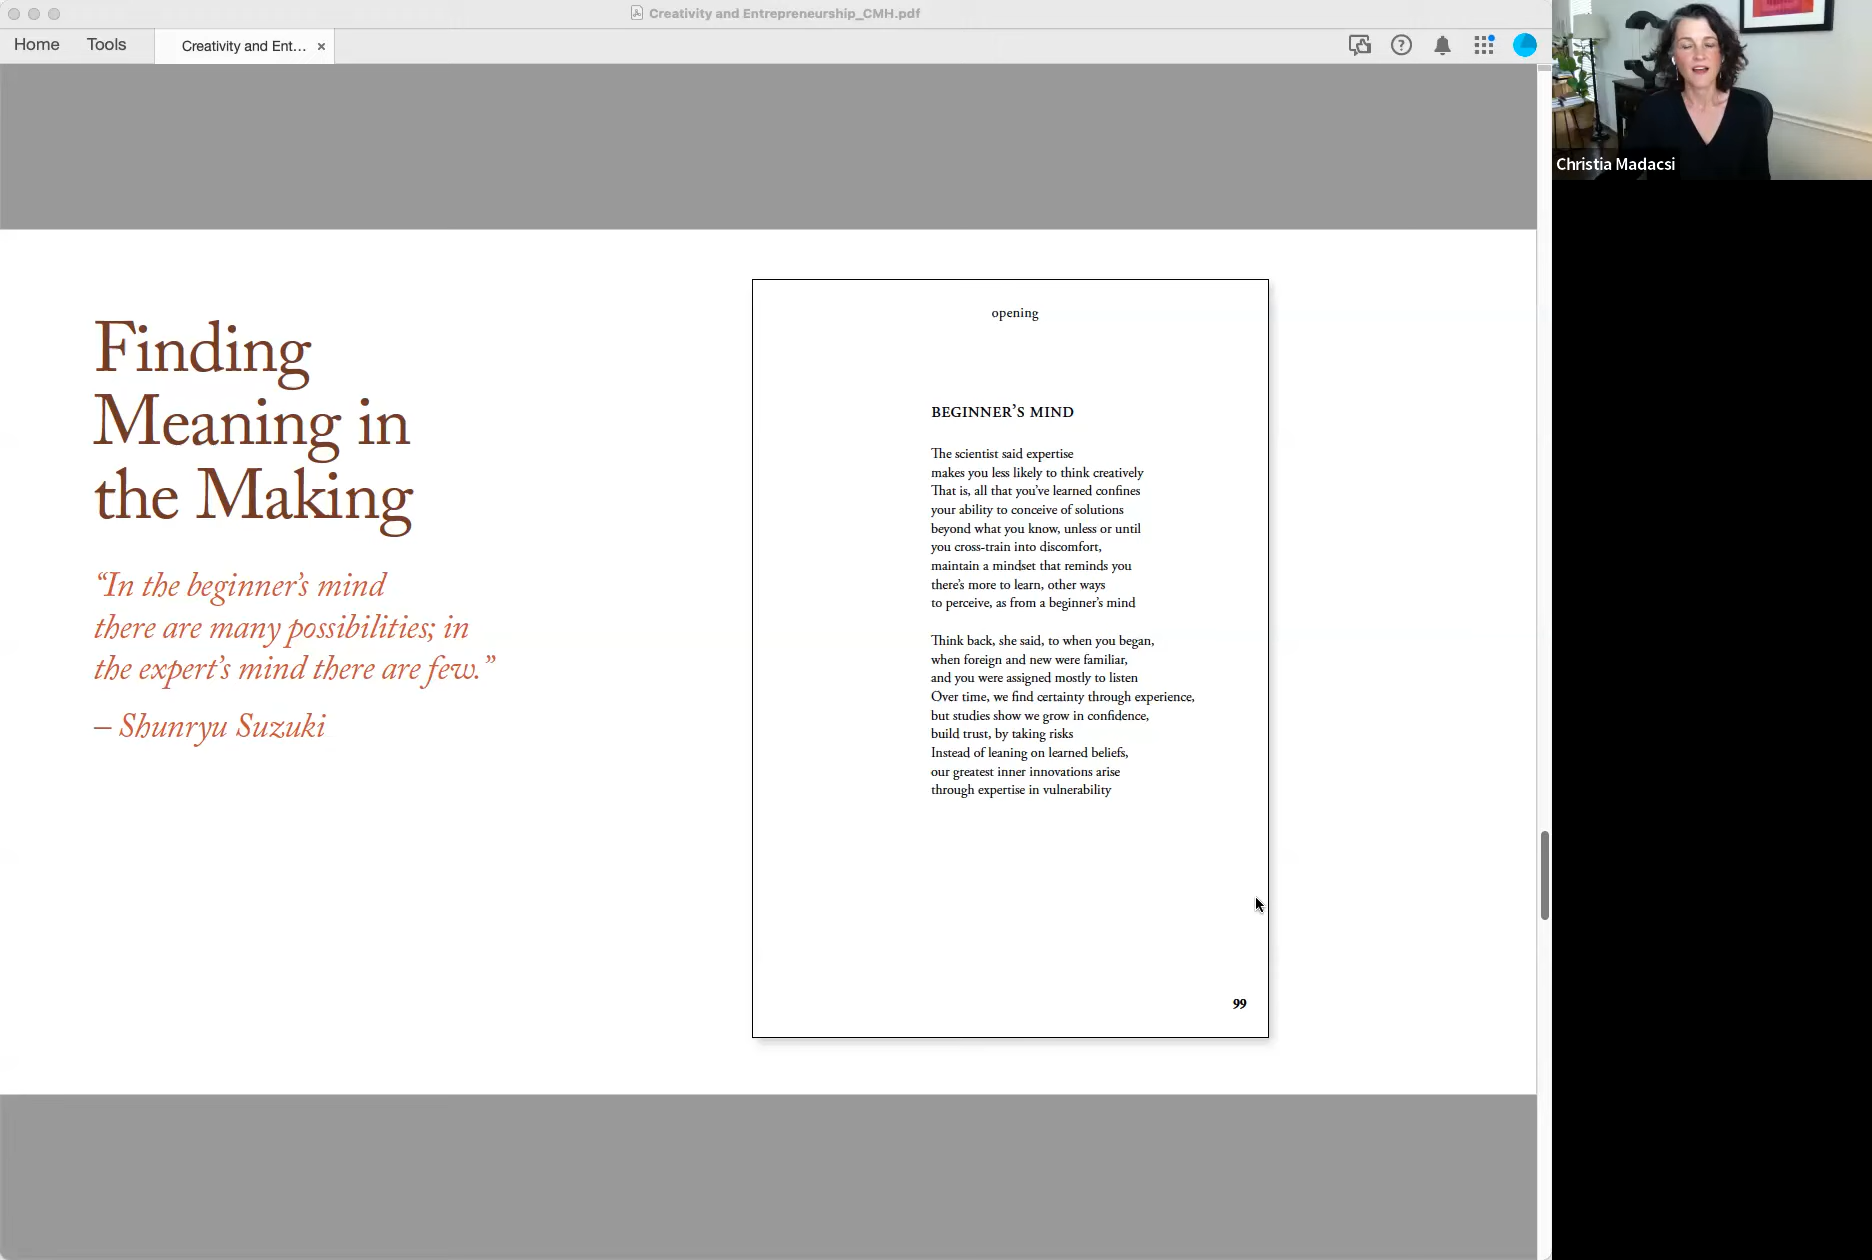 Creativity and Entrepreneurship_CMH.pdf
Home
Tools
Creativity and Ent...
Christia Madacsi
Finding
Meaning in
the Making
“In the beginner’s mind
there are many possibilities; in
the expert’s mind there are few.”
– Shunryu Suzuki
opening
BEGINNER’S MIND
The scientist said expertise
makes you less likely to think creatively
That is, all that you’ve learned confines
your ability to conceive of solutions
beyond what you know, unless or until
you cross-train into discomfort,
maintain a mindset that reminds you
there’s more to learn, other ways
to perceive, as from a beginner’s mind
Think back, she said, to when you began,
when foreign and new were familiar,
and you were assigned mostly to listen
Over time, we find certainty through experience,
but studies show we grow in confidence,
build trust, by taking risks
Instead of leaning on learned beliefs,
our greatest inner innovations arise
through expertise in vulnerability
99